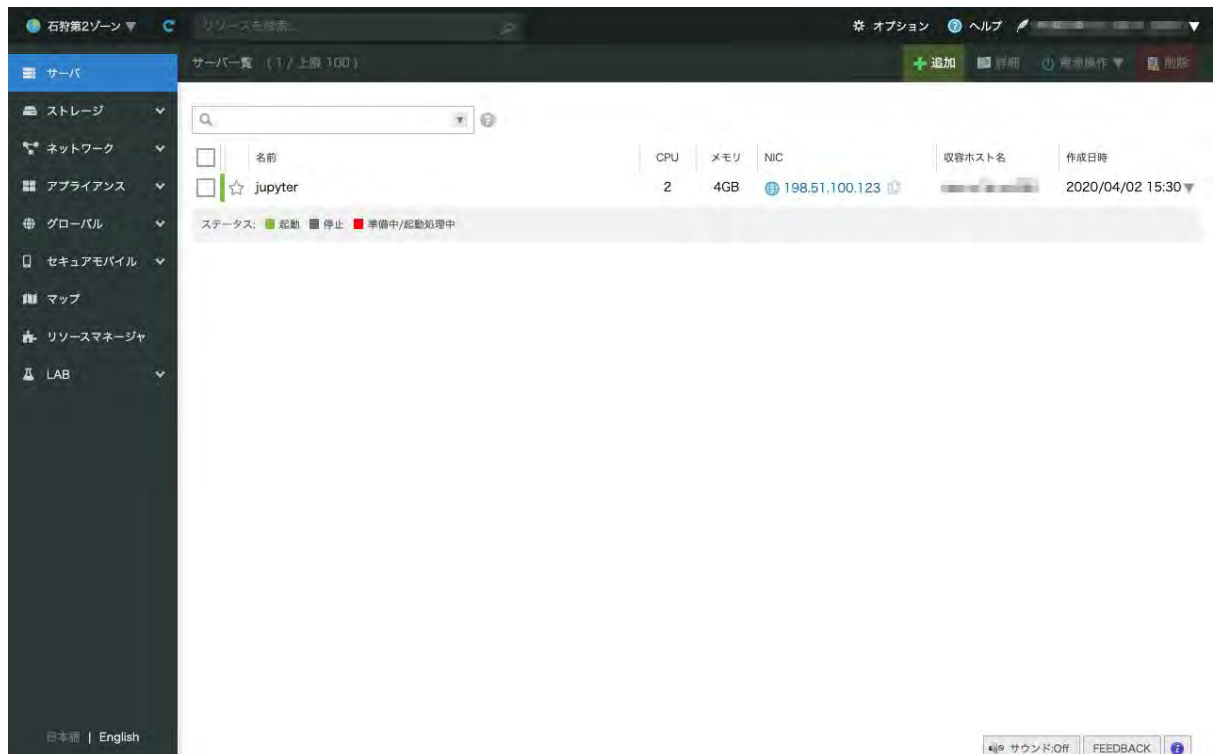 石狩第2ゾーン ▼
リソースを検索...
オプション
ヘルプ
サーバ
サーバ一覧 （1 / 上限 100）
追加
詳細
電源操作 ▼
削除
ストレージ
ネットワーク
アプライアンス
グローバル
セキュアモバイル
マップ
リソースマネージャ
LAB
名前 CPU メモリ NIC 収容ホスト名 作成日時
jupyter 2 4GB 198.51.100.123 2020/04/02 15:30
ステータス: 起動 停止 準備中/起動処理中
日本語 | English
サウンド:Off FEEDBACK